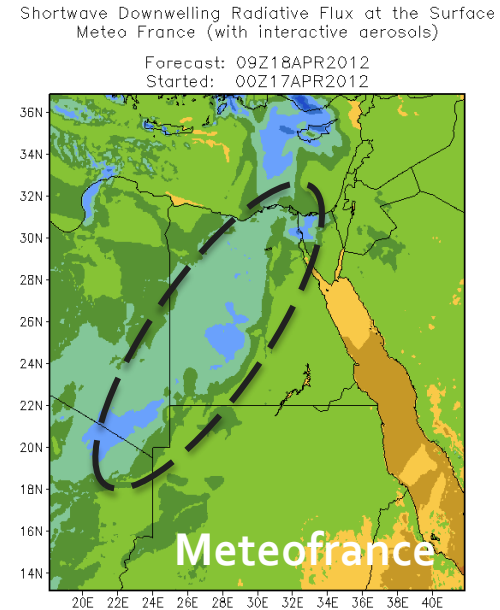 Shortwave Downwelling Radiative Flux at the Surface
Meteo France (with interactive aerosols)
Forecast: 09Z18APR2012
Started: 00Z17APR2012
36N
34N
32N
30N
28N
26N
24N
22N
20N
18N
16N
14N
Meteofrance
20E 22E 24E 26E 28E 30E 32E 34E 36E 38E 40E